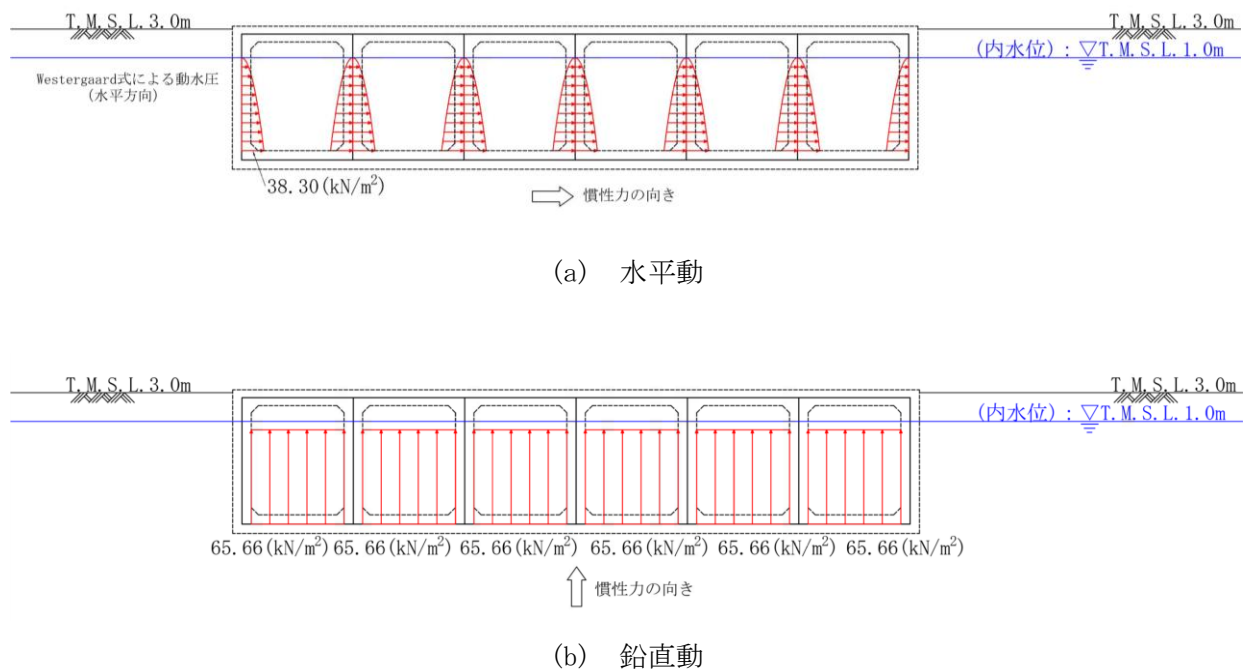 T.M.S.L.3.0m
T.M.S.L.3.0m
(内水位):▽T.M.S.L.1.0m
Westergaard式による動水圧
(水平方向)
38.30(kN/m²)
慣性力の向き
(a) 水平動
T.M.S.L.3.0m
T.M.S.L.3.0m
(内水位):▽T.M.S.L.1.0m
65.66(kN/m²) 65.66(kN/m²) 65.66(kN/m²) 65.66(kN/m²) 65.66(kN/m²) 65.66(kN/m²)
慣性力の向き
(b) 鉛直動